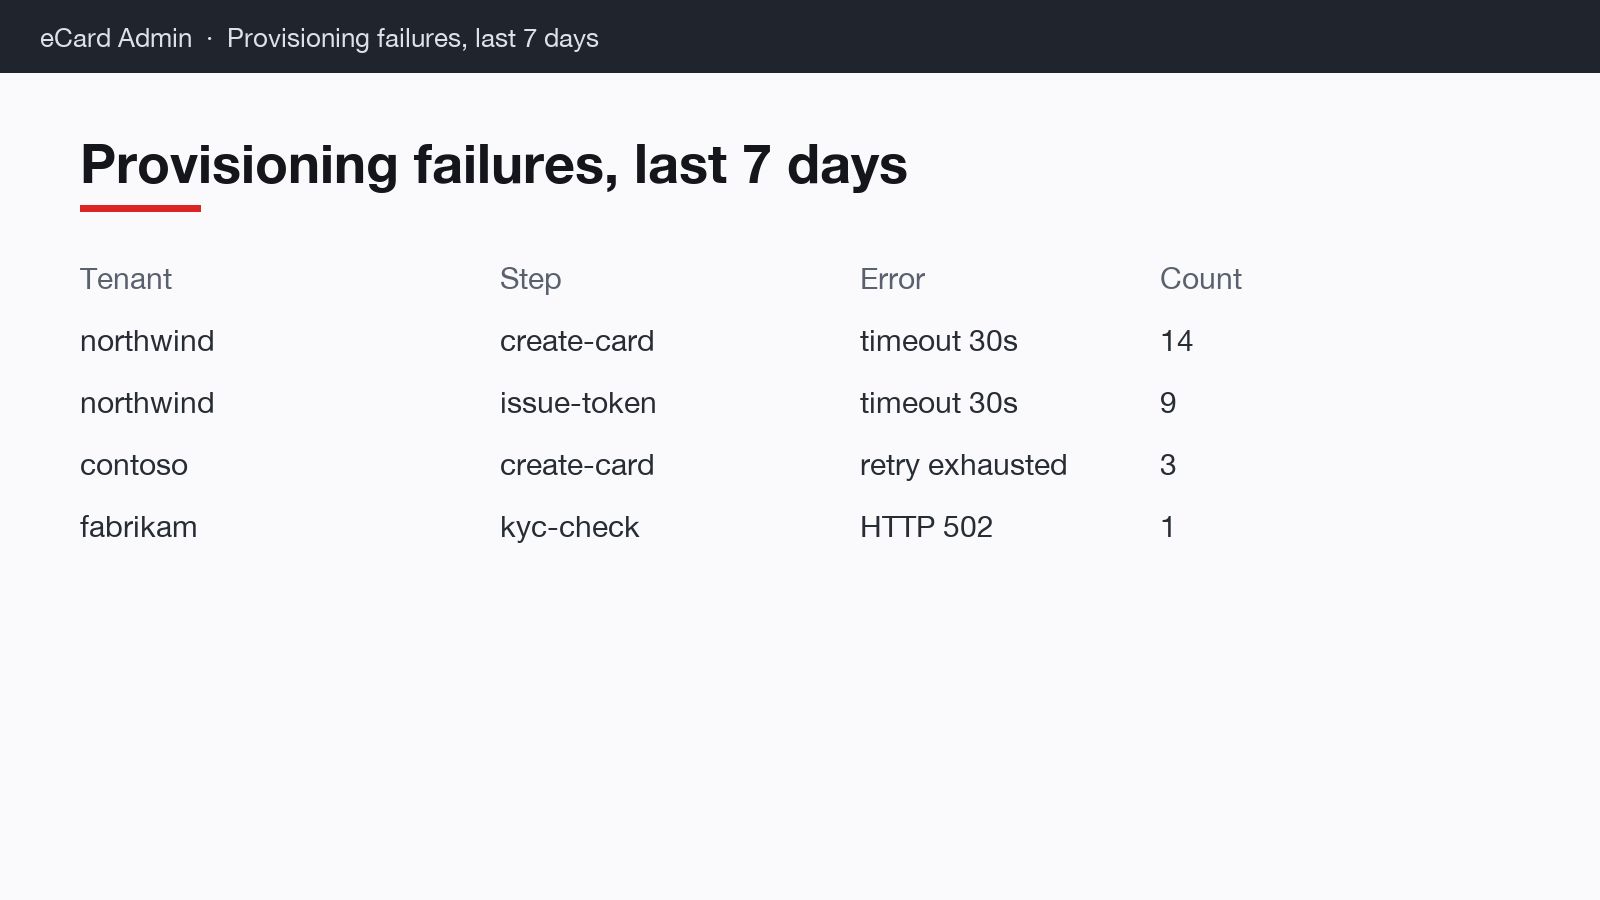 eCard Admin · Provisioning failures, last 7 days
Provisioning failures, last 7 days
Tenant Step Error Count
northwind create-card timeout 30s 14
northwind issue-token timeout 30s 9
contoso create-card retry exhausted 3
fabrikam kyc-check HTTP 502 1